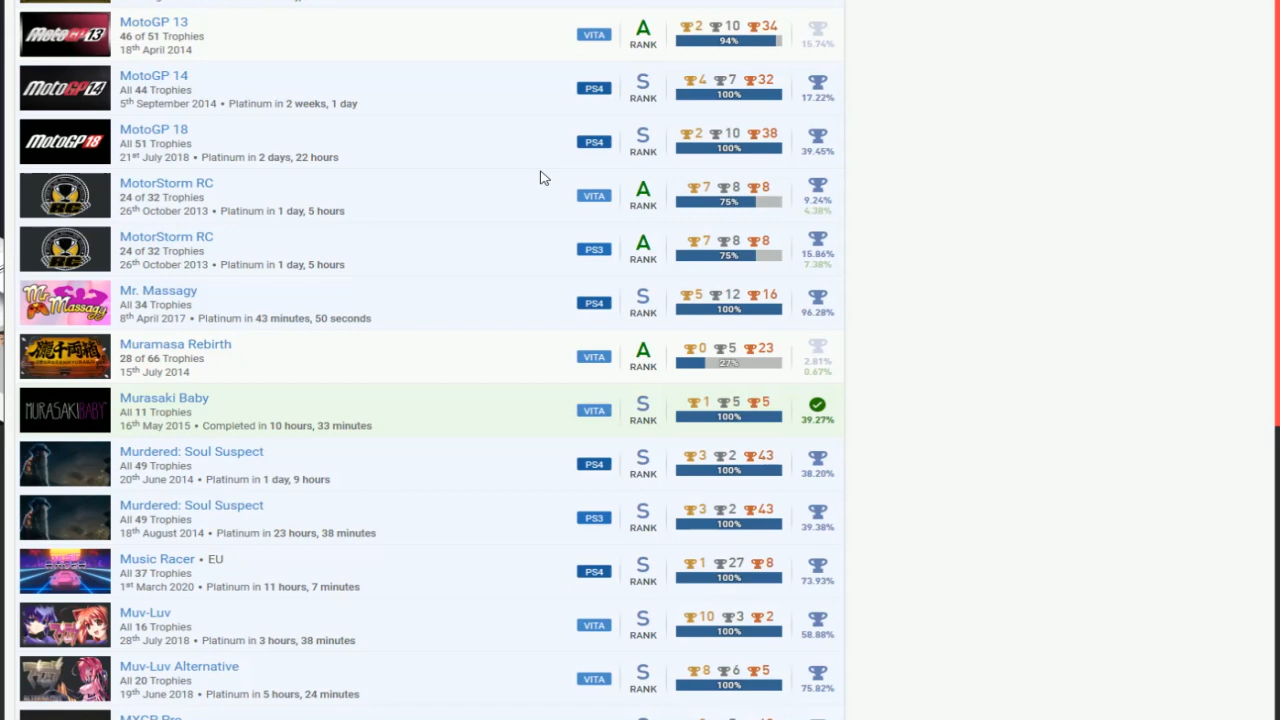 MotoGP 13
46 of 51 Trophies
18th April 2014
VITA
A
RANK
2 10 34
94%
15.74%
MotoGP 14
All 44 Trophies
5th September 2014 • Platinum in 2 weeks, 1 day
PS4
S
RANK
4 7 32
100%
17.22%
MotoGP 18
All 51 Trophies
21st July 2018 • Platinum in 2 days, 22 hours
PS4
S
RANK
2 10 38
100%
39.45%
RC
MotorStorm RC
24 of 32 Trophies
26th October 2013 • Platinum in 1 day, 5 hours
VITA
A
RANK
7 8 8
75%
9.24%
4.38%
RC
MotorStorm RC
24 of 32 Trophies
26th October 2013 • Platinum in 1 day, 5 hours
PS3
A
RANK
7 8 8
75%
15.86%
7.38%
Mr Massagy
Mr. Massagy
All 34 Trophies
8th April 2017 • Platinum in 43 minutes, 50 seconds
PS4
S
RANK
5 12 16
100%
96.28%
Muramasa Rebirth
28 of 66 Trophies
15th July 2014
VITA
A
RANK
0 5 23
27%
2.81%
0.67%
MURASAKIBABY
Murasaki Baby
All 11 Trophies
16th May 2015 • Completed in 10 hours, 33 minutes
VITA
S
RANK
1 5 5
100%
39.27%
Murdered: Soul Suspect
All 49 Trophies
20th June 2014 • Platinum in 1 day, 9 hours
PS4
S
RANK
3 2 43
100%
38.20%
Murdered: Soul Suspect
All 49 Trophies
18th August 2014 • Platinum in 23 hours, 38 minutes
PS3
S
RANK
3 2 43
100%
39.38%
Music Racer • EU
All 37 Trophies
1st March 2020 • Platinum in 11 hours, 7 minutes
PS4
S
RANK
1 27 8
100%
73.93%
Muv-Luv
All 16 Trophies
28th July 2018 • Platinum in 3 hours, 38 minutes
VITA
S
RANK
10 3 2
100%
58.88%
Muv-Luv Alternative
All 20 Trophies
19th June 2018 • Platinum in 5 hours, 24 minutes
VITA
S
RANK
8 6 5
100%
75.82%
MXGP Pro